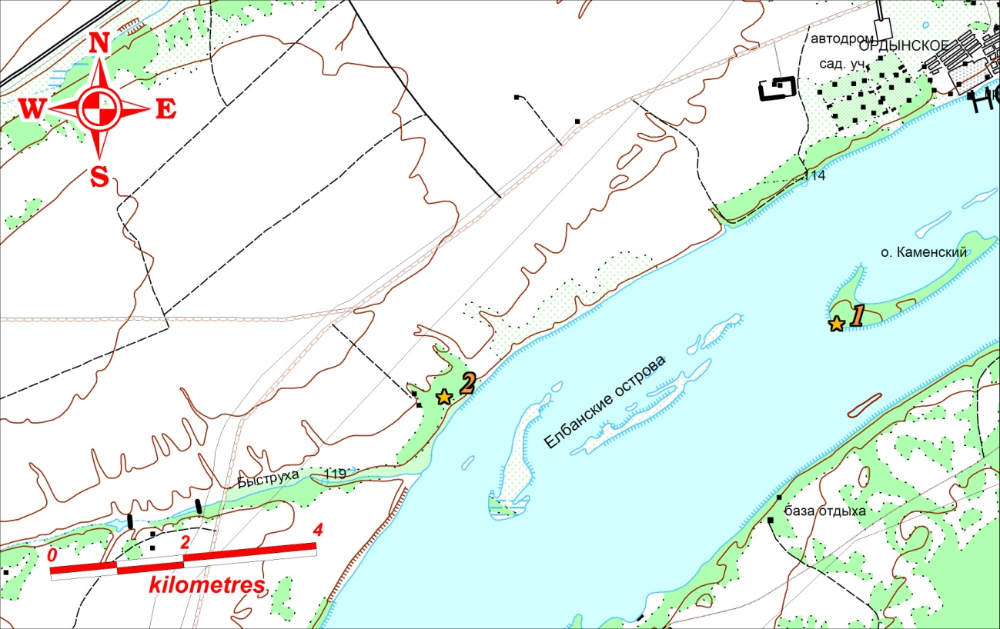 N
W E
S
автодром
ОРДЫНСКОЕ
сад. уч.
НО
114
о. Каменский
1
2
Елбанские острова
Быструха
119
база отдыха
0 2 4
kilometres